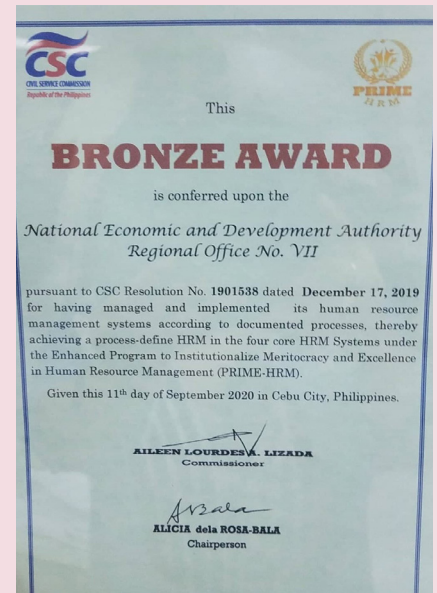 CSC
CIVIL SERVICE COMMISSION
Republic of the Philippines
PRIME
HRM
This
BRONZE AWARD
is conferred upon the
National Economic and Development Authority
Regional Office No. VII
pursuant to CSC Resolution No. 1901538 dated December 17, 2019
for having managed and implemented its human resource
management systems according to documented processes, thereby
achieving a process-define HRM in the four core HRM Systems under
the Enhanced Program to Institutionalize Meritocracy and Excellence
in Human Resource Management (PRIME-HRM).
Given this 11th day of September 2020 in Cebu City, Philippines.
AILEEN LOURDES A. LIZADA
Commissioner
ALICIA dela ROSA-BALA
Chairperson